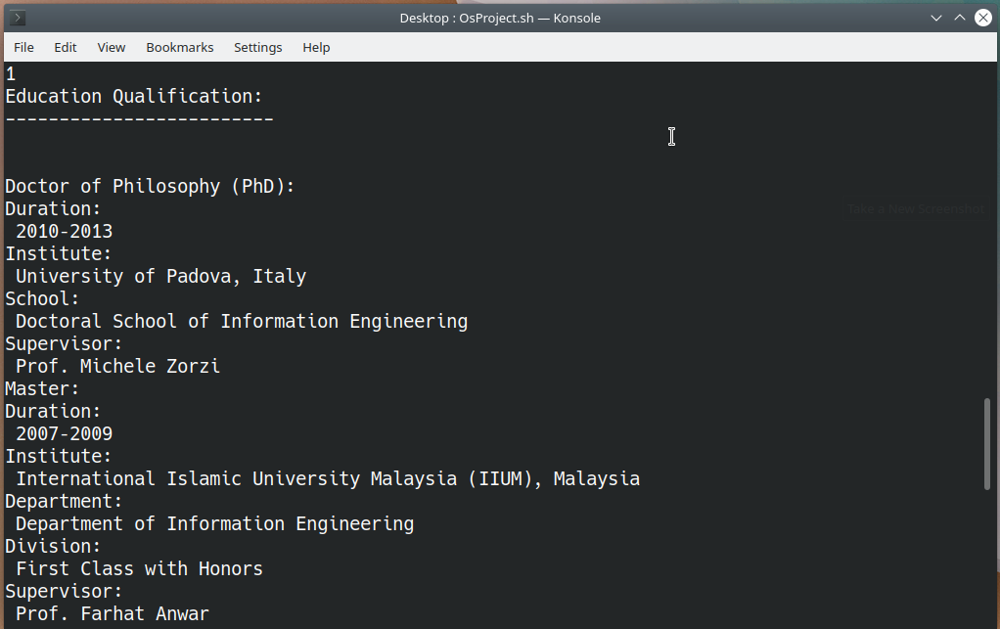 Desktop : OsProject.sh — Konsole
File Edit View Bookmarks Settings Help
1
Education Qualification:
-------------------------
Doctor of Philosophy (PhD):
Duration:
2010-2013
Take a New Screenshot
Institute:
University of Padova, Italy
School:
Doctoral School of Information Engineering
Supervisor:
Prof. Michele Zorzi
Master:
Duration:
2007-2009
Institute:
International Islamic University Malaysia (IIUM), Malaysia
Department:
Department of Information Engineering
Division:
First Class with Honors
Supervisor:
Prof. Farhat Anwar